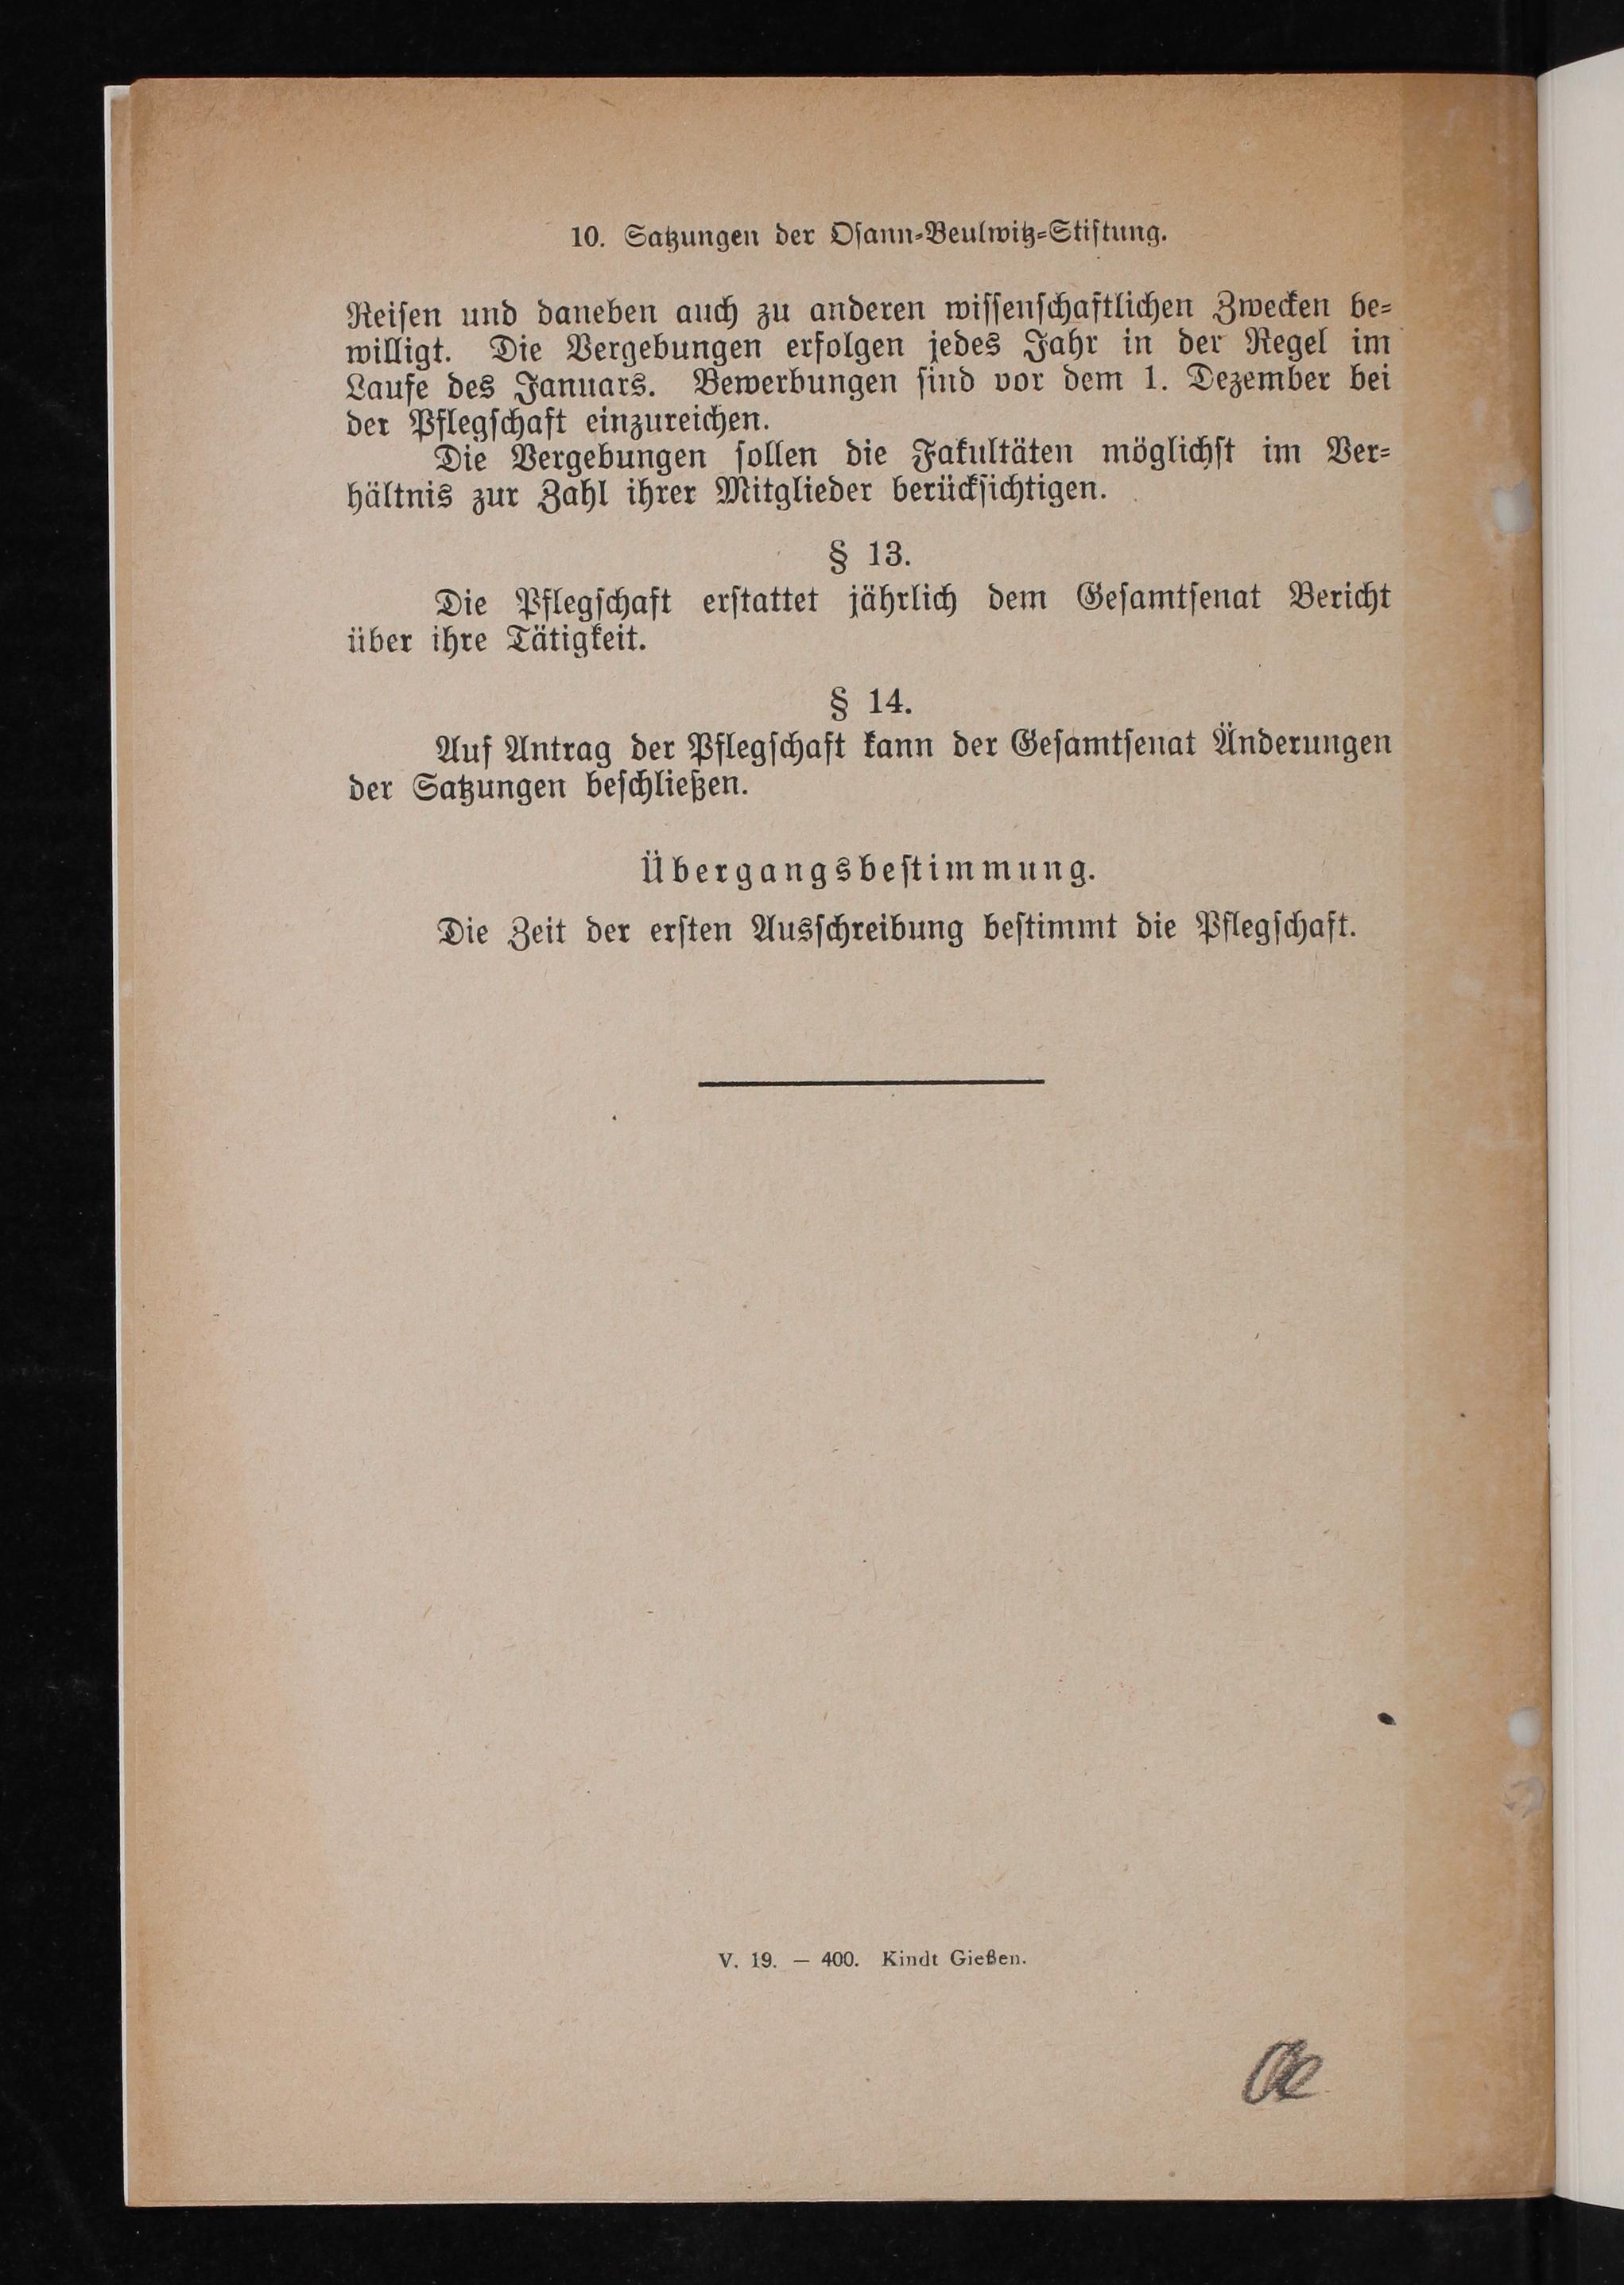 10. Satzungen der Osann-Beulwitz-Stiftung.
Reisen und daneben auch zu anderen wissenschaftlichen Zwecken be-
willigt. Die Vergebungen erfolgen jedes Jahr in der Regel im
Laufe des Januars. Bewerbungen sind vor dem 1. Dezember bei
der Pflegschaft einzureichen.
Die Vergebungen sollen die Fakultäten möglichst im Ver-
hältnis zur Zahl ihrer Mitglieder berücksichtigen.
§ 13.
Die Pflegschaft erstattet jährlich dem Gesamtsenat Bericht
über ihre Tätigkeit.
§ 14.
Auf Antrag der Pflegschaft kann der Gesamtsenat Änderungen
der Satzungen beschließen.
Übergangsbestimmung.
Die Zeit der ersten Ausschreibung bestimmt die Pflegschaft.
V. 19. — 400. Kindt Gießen.